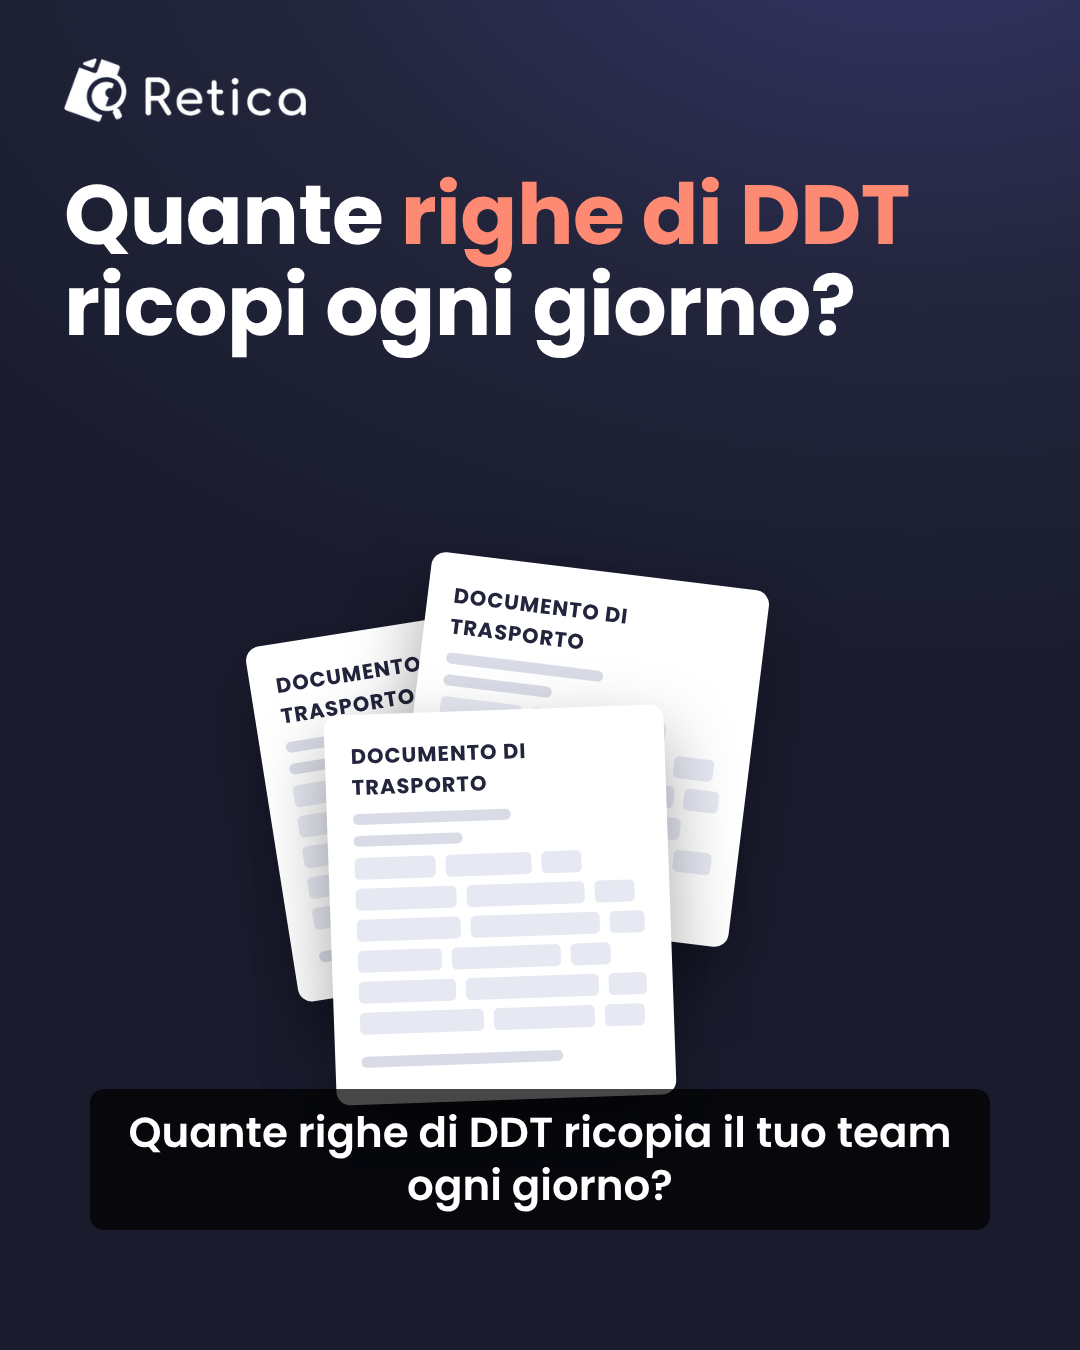 Retica
Quante righe di DDT
ricopi ogni giorno?
DOCUMENTO DI
TRASPORTO
DOCUMENTO
TRASPORTO
DOCUMENTO DI
TRASPORTO
Quante righe di DDT ricopia il tuo team
ogni giorno?